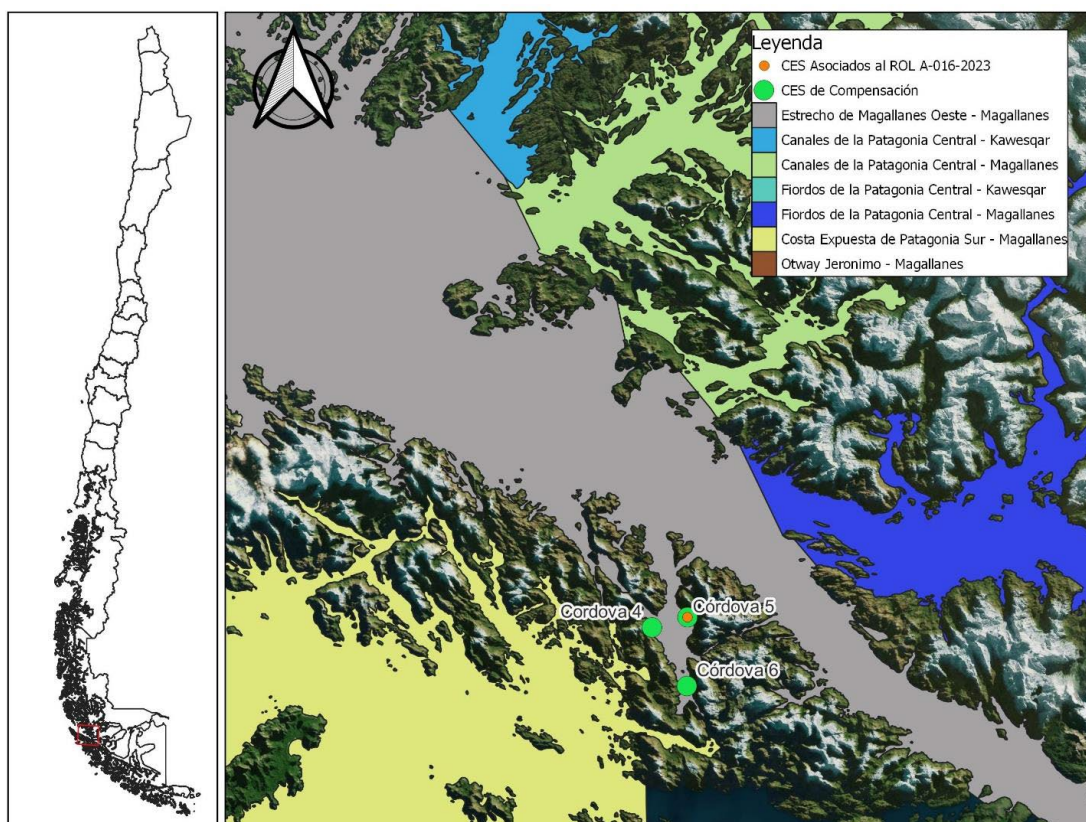 Leyenda
CES Asociados al ROL A-016-2023
CES de Compensación
Estrecho de Magallanes Oeste - Magallanes
Canales de la Patagonia Central - Kawesqar
Canales de la Patagonia Central - Magallanes
Fiordos de la Patagonia Central - Kawesqar
Fiordos de la Patagonia Central - Magallanes
Costa Expuesta de Patagonia Sur - Magallanes
Otway Jeronimo - Magallanes
Cordova 4
Córdova 5
Córdova 6